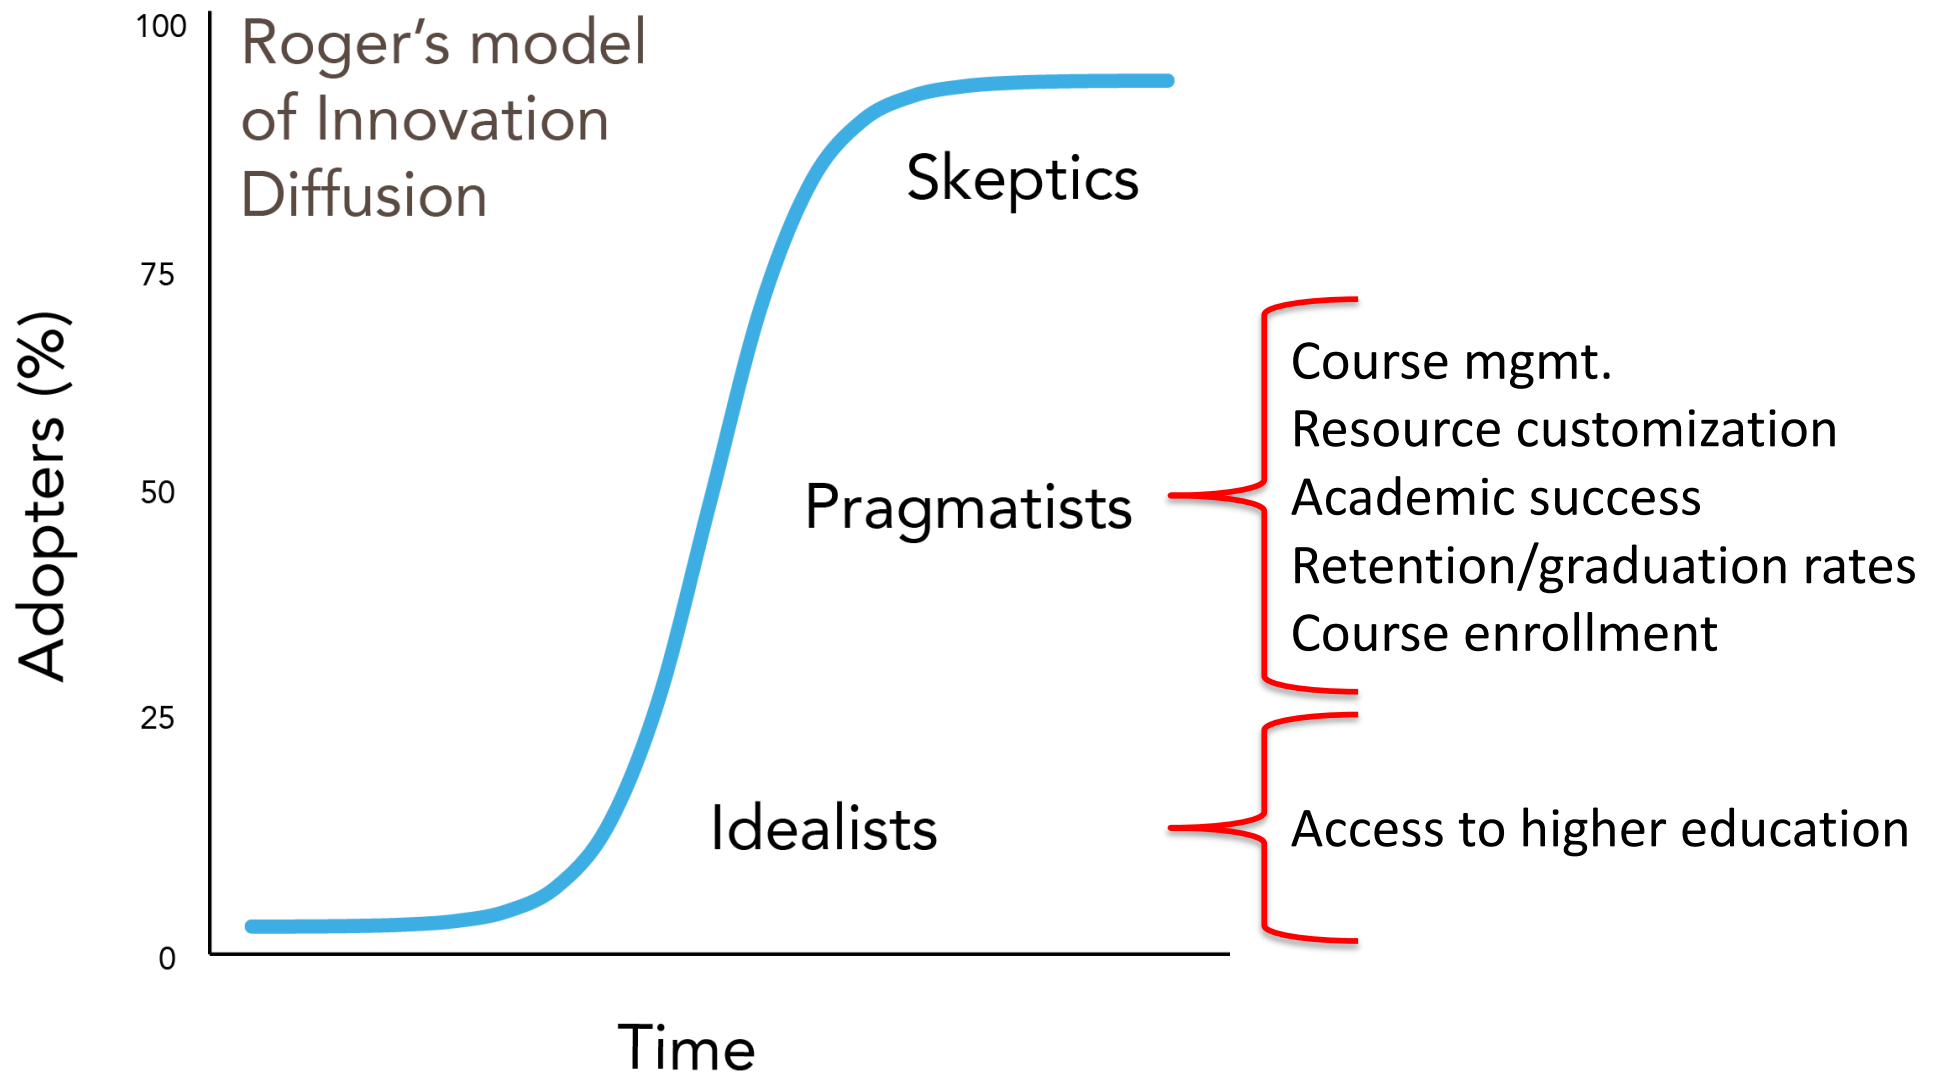 100
Roger‘s model
of Innovation
Diffusion
Skeptics
75
Adopters (%)
Course mgmt.
Resource customization
50
Pragmatists
Academic success
Retention/graduation rates
Course enrollment
25
Idealists
Access to higher education
0
Time